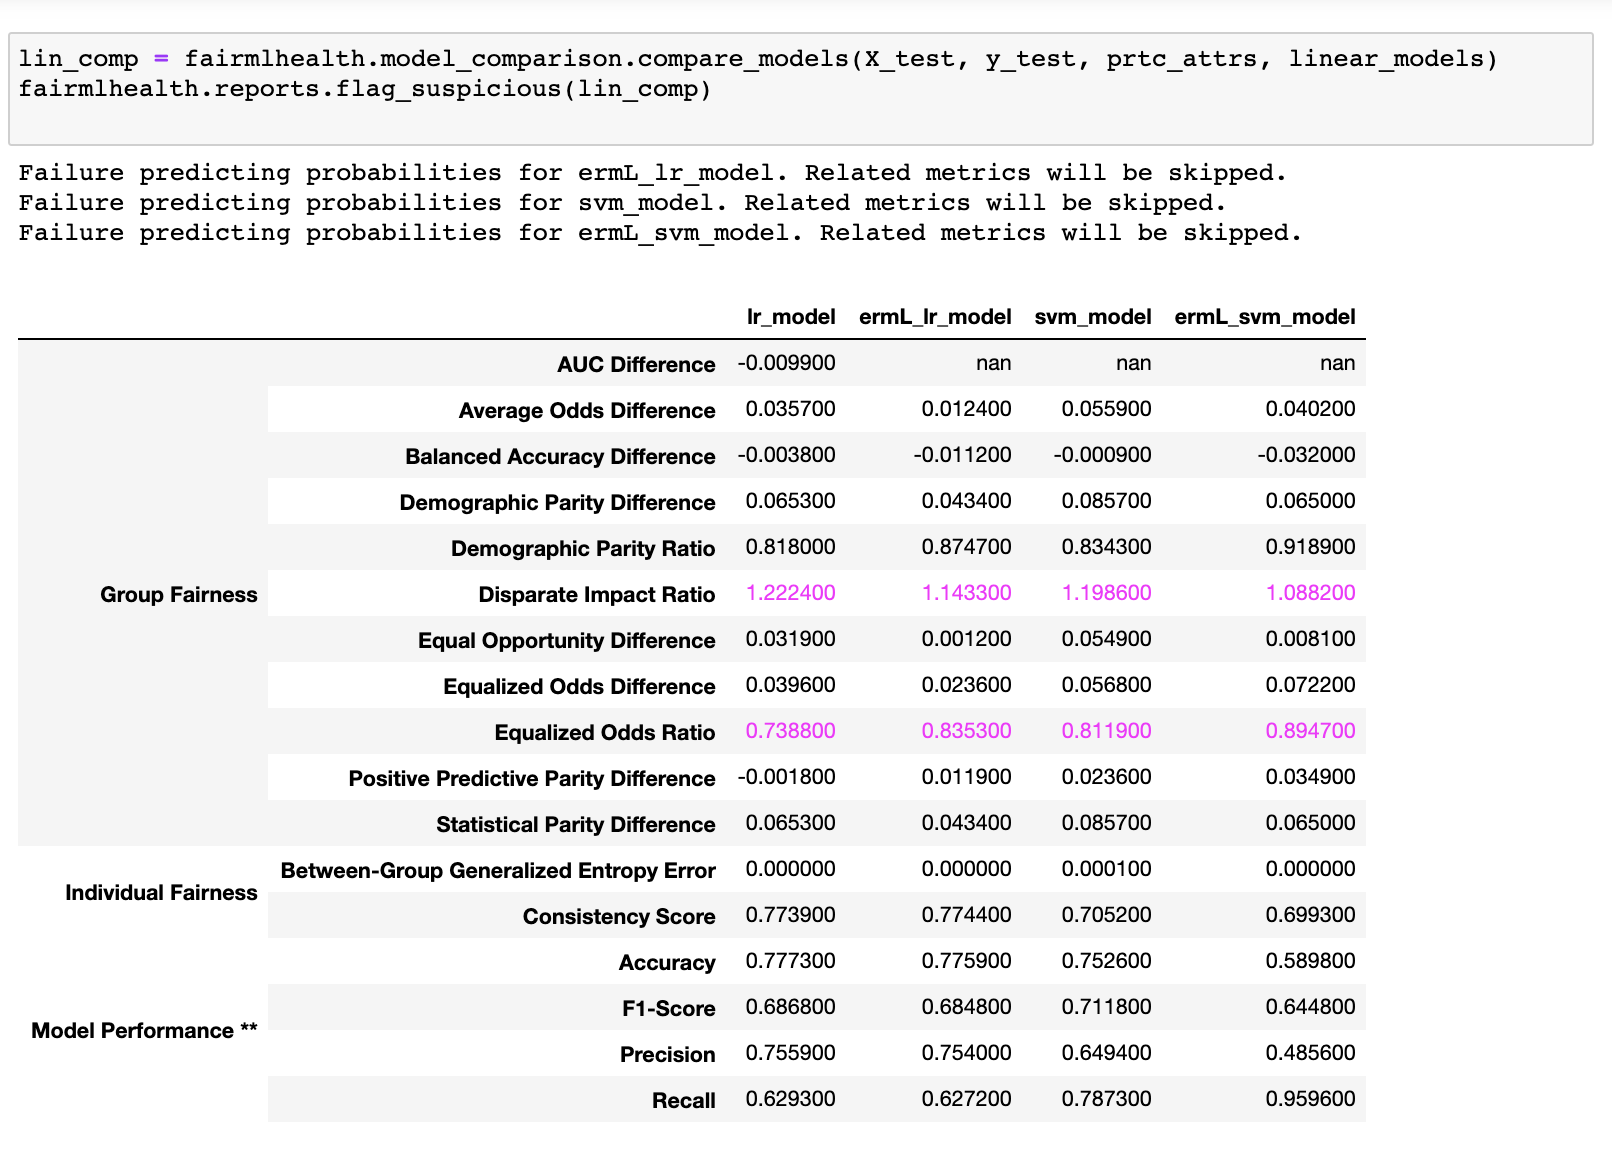 lin_comp = fairmlhealth.model_comparison.compare_models(X_test, y_test, prtc_attrs, linear_models)
fairmlhealth.reports.flag_suspicious(lin_comp)
Failure predicting probabilities for ermL_lr_model. Related metrics will be skipped.
Failure predicting probabilities for svm_model. Related metrics will be skipped.
Failure predicting probabilities for ermL_svm_model. Related metrics will be skipped.
lr_model ermL_lr_model svm_model ermL_svm_model
AUC Difference -0.009900 nan nan nan
Average Odds Difference 0.035700 0.012400 0.055900 0.040200
Balanced Accuracy Difference -0.003800 -0.011200 -0.000900 -0.032000
Demographic Parity Difference 0.065300 0.043400 0.085700 0.065000
Demographic Parity Ratio 0.818000 0.874700 0.834300 0.918900
Group Fairness Disparate Impact Ratio 1.222400 1.143300 1.198600 1.088200
Equal Opportunity Difference 0.031900 0.001200 0.054900 0.008100
Equalized Odds Difference 0.039600 0.023600 0.056800 0.072200
Equalized Odds Ratio 0.738800 0.835300 0.811900 0.894700
Positive Predictive Parity Difference -0.001800 0.011900 0.023600 0.034900
Statistical Parity Difference 0.065300 0.043400 0.085700 0.065000
Between-Group Generalized Entropy Error 0.000000 0.000000 0.000100 0.000000
Individual Fairness
Consistency Score 0.773900 0.774400 0.705200 0.699300
Accuracy 0.777300 0.775900 0.752600 0.589800
F1-Score 0.686800 0.684800 0.711800 0.644800
Model Performance **
Precision 0.755900 0.754000 0.649400 0.485600
Recall 0.629300 0.627200 0.787300 0.959600